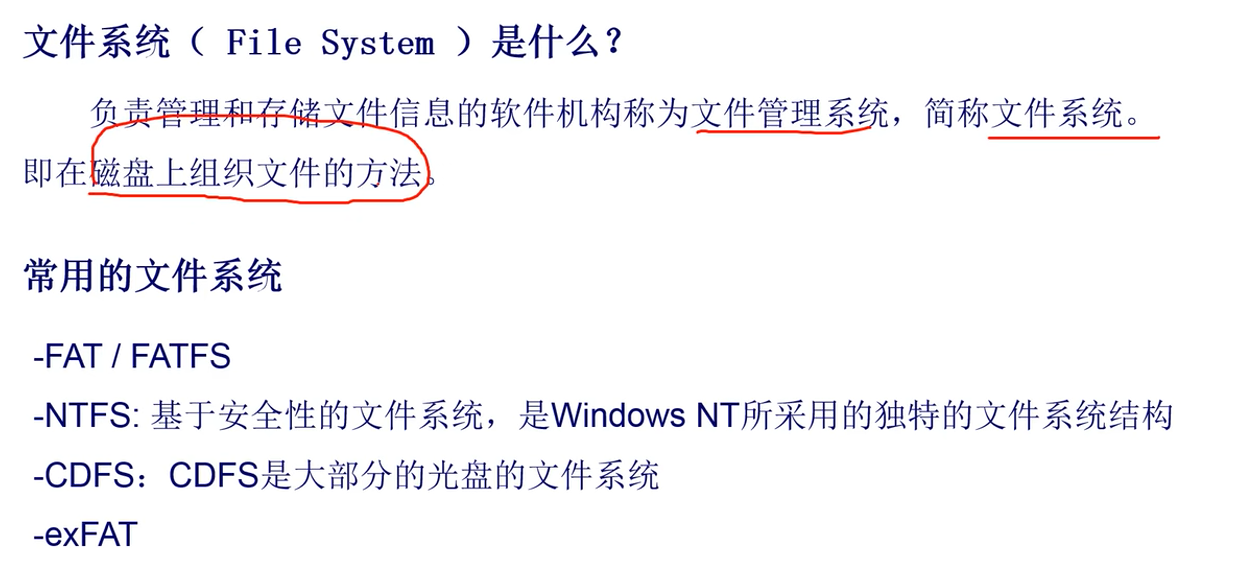 文件系统（ File System ）是什么？
负责管理和存储文件信息的软件机构称为文件管理系统，简称文件系统。
即在磁盘上组织文件的方法。
常用的文件系统
-FAT / FATFS
-NTFS: 基于安全性的文件系统，是Windows NT所采用的独特的文件系统结构
-CDFS：CDFS是大部分的光盘的文件系统
-exFAT